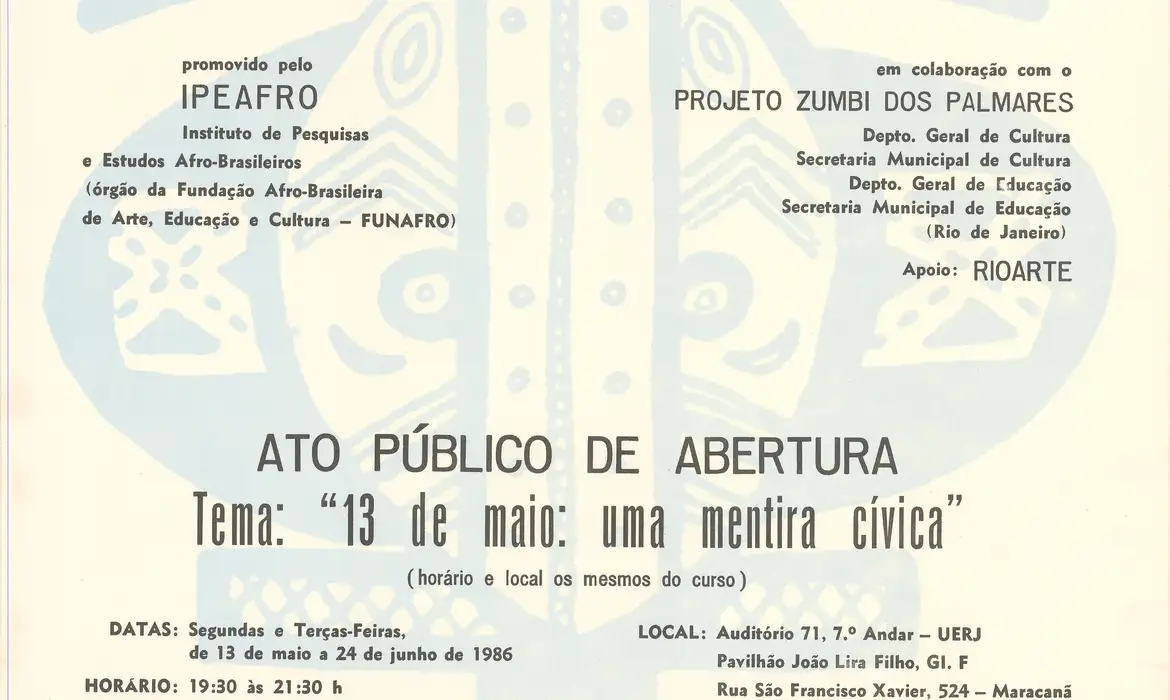 promovido pelo
IPEAFRO
Instituto de Pesquisas
e Estudos Afro-Brasileiros
(órgão da Fundação Afro-Brasileira
de Arte, Educação e Cultura – FUNAFRO)
em colaboração com o
PROJETO ZUMBI DOS PALMARES
Depto. Geral de Cultura
Secretaria Municipal de Cultura
Depto. Geral de Educação
Secretaria Municipal de Educação
(Rio de Janeiro)
Apoio: RIOARTE
ATO PÚBLICO DE ABERTURA
Tema: “13 de maio: uma mentira cívica”
(horário e local os mesmos do curso)
DATAS: Segundas e Terças-Feiras,
de 13 de maio a 24 de junho de 1986
HORÁRIO: 19:30 às 21:30 h
LOCAL: Auditório 71, 7.º Andar – UERJ
Pavilhão João Lira Filho, Gl. F
Rua São Francisco Xavier, 524 – Maracanã